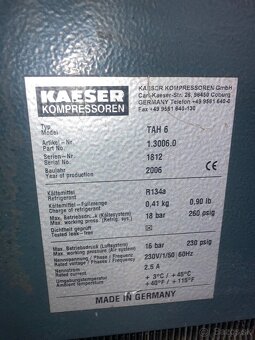 KAESER
KOMPRESSOREN
KAESER KOMPRESSOREN GmbH
Carl-Kaeser-Str. 26, 96450 Coburg
GERMANY Telefon +49 9561 640-0
Fax +49 9561 640-130
Typ
Model
TAH 6
Artikel-Nr.
Part No.
1.3006.0
Serien-Nr.
Serial No.
1812
Baujahr
Year of production
2006
CE
Kältemittel
Refrigerant
R134a
Kältemittel-Füllmenge
Charge of refrigerant
0,41 kg
0.90 lb
Max. Betriebsdruck (Kältesystem)
Max. working pressure (Refrig. sys.)
18 bar
260 psig
Dichtheit geprüft
Tested leak-free
Max. Betriebsdruck (Luftsystem)
Max. working press. (Air system)
16 bar
230 psig
Nennspannung / Phase / Frequenz
Rated voltage / Phase / Frequency
230V/1/50 60Hz
Nennstrom
Rated current
2.5 A
Umgebungstemperatur
Ambient Temperature
+ 3°C / + 45°C
+ 40°F / +115°F
MADE IN GERMANY